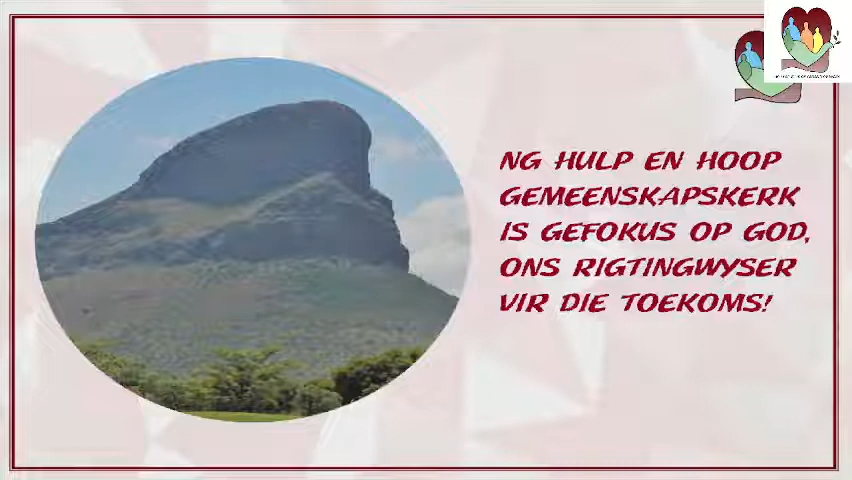 NG HULP EN HOOP
GEMEENSKAPSKERK
IS GEFOKUS OP GOD,
ONS RIGTINGWYSER
VIR DIE TOEKOMS!